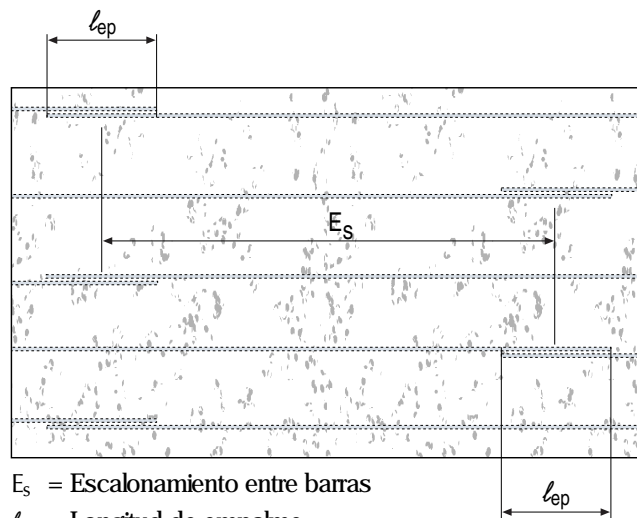 ℓep
Es
Es = Escalonamiento entre barras
ℓep